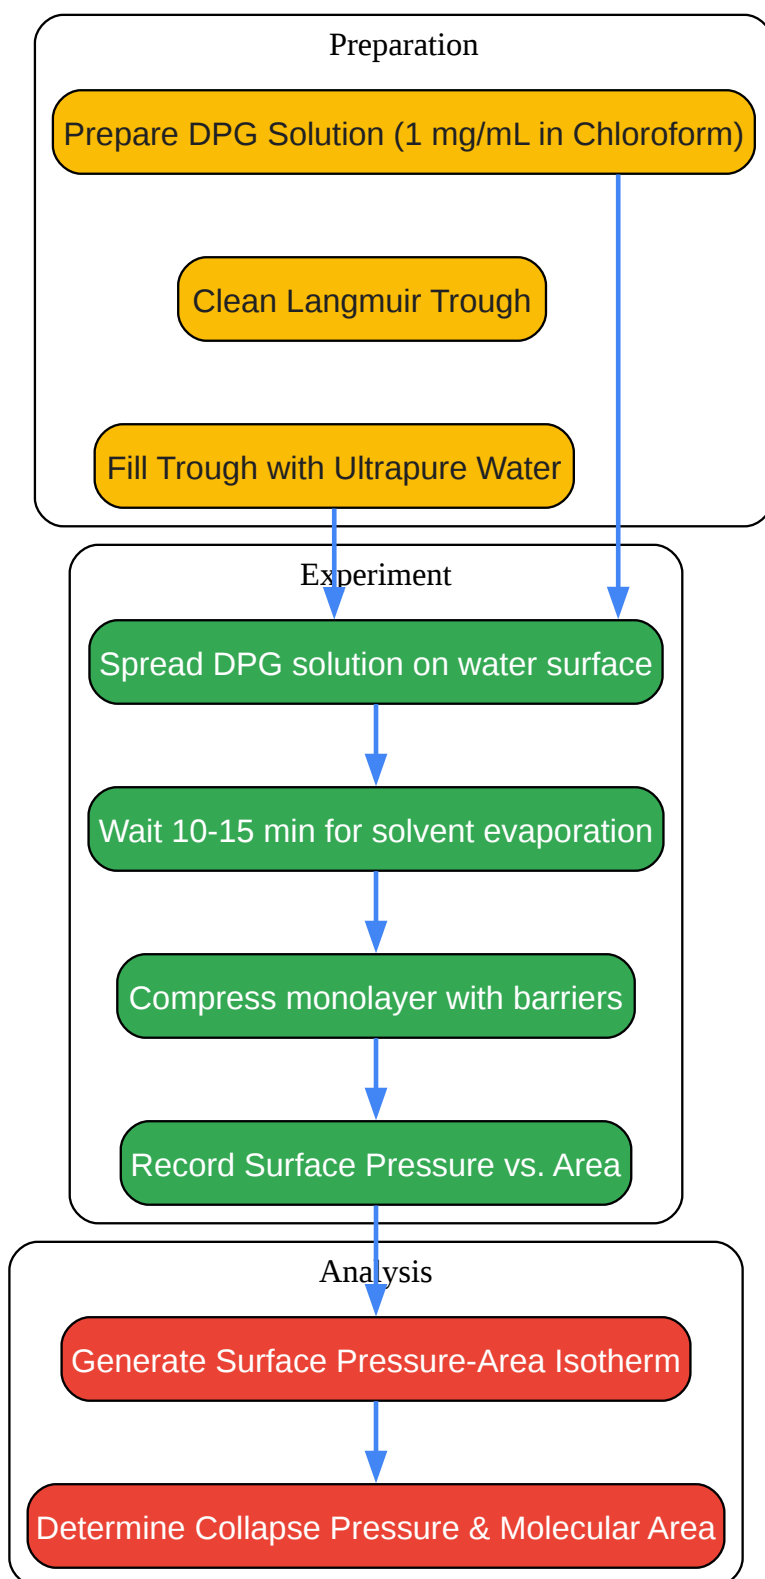 Preparation
Prepare DPG Solution (1 mg/mL in Chloroform)
Clean Langmuir Trough
Fill Trough with Ultrapure Water
Experiment
Spread DPG solution on water surface
Wait 10-15 min for solvent evaporation
Compress monolayer with barriers
Record Surface Pressure vs. Area
Analysis
Generate Surface Pressure-Area Isotherm
Determine Collapse Pressure & Molecular Area